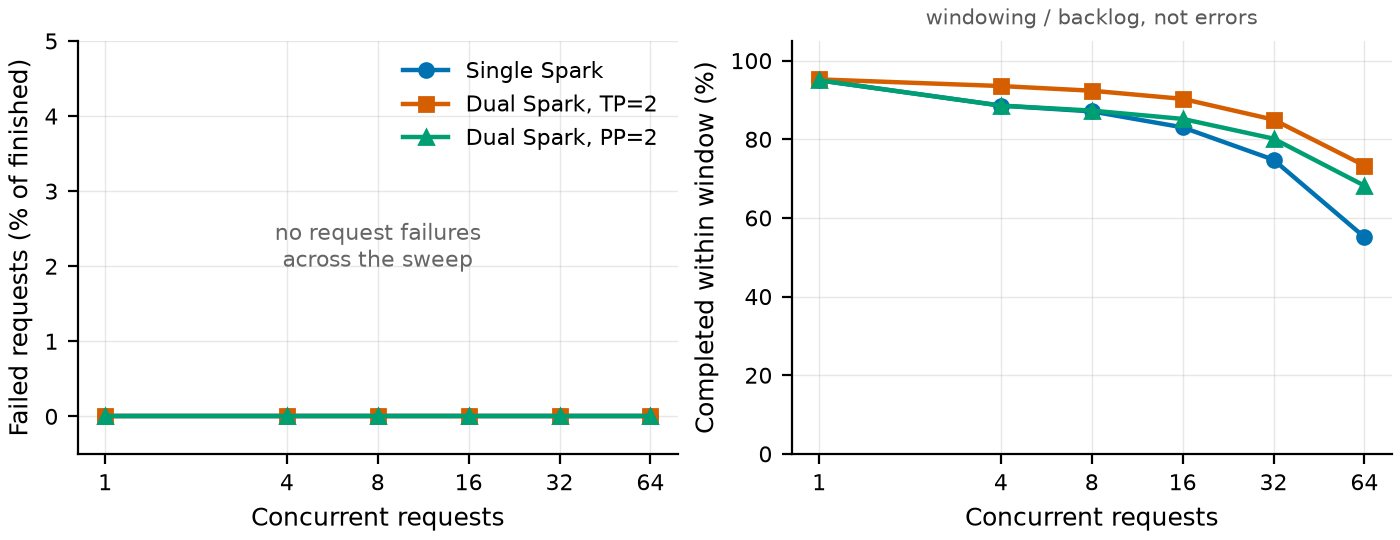 windowing / backlog, not errors
Failed requests (% of finished)
5
4
3
2
1
0
Single Spark
Dual Spark, TP=2
Dual Spark, PP=2
no request failures
across the sweep
1
4
8
16
32
64
Concurrent requests
Completed within window (%)
100
80
60
40
20
0
1
4
8
16
32
64
Concurrent requests